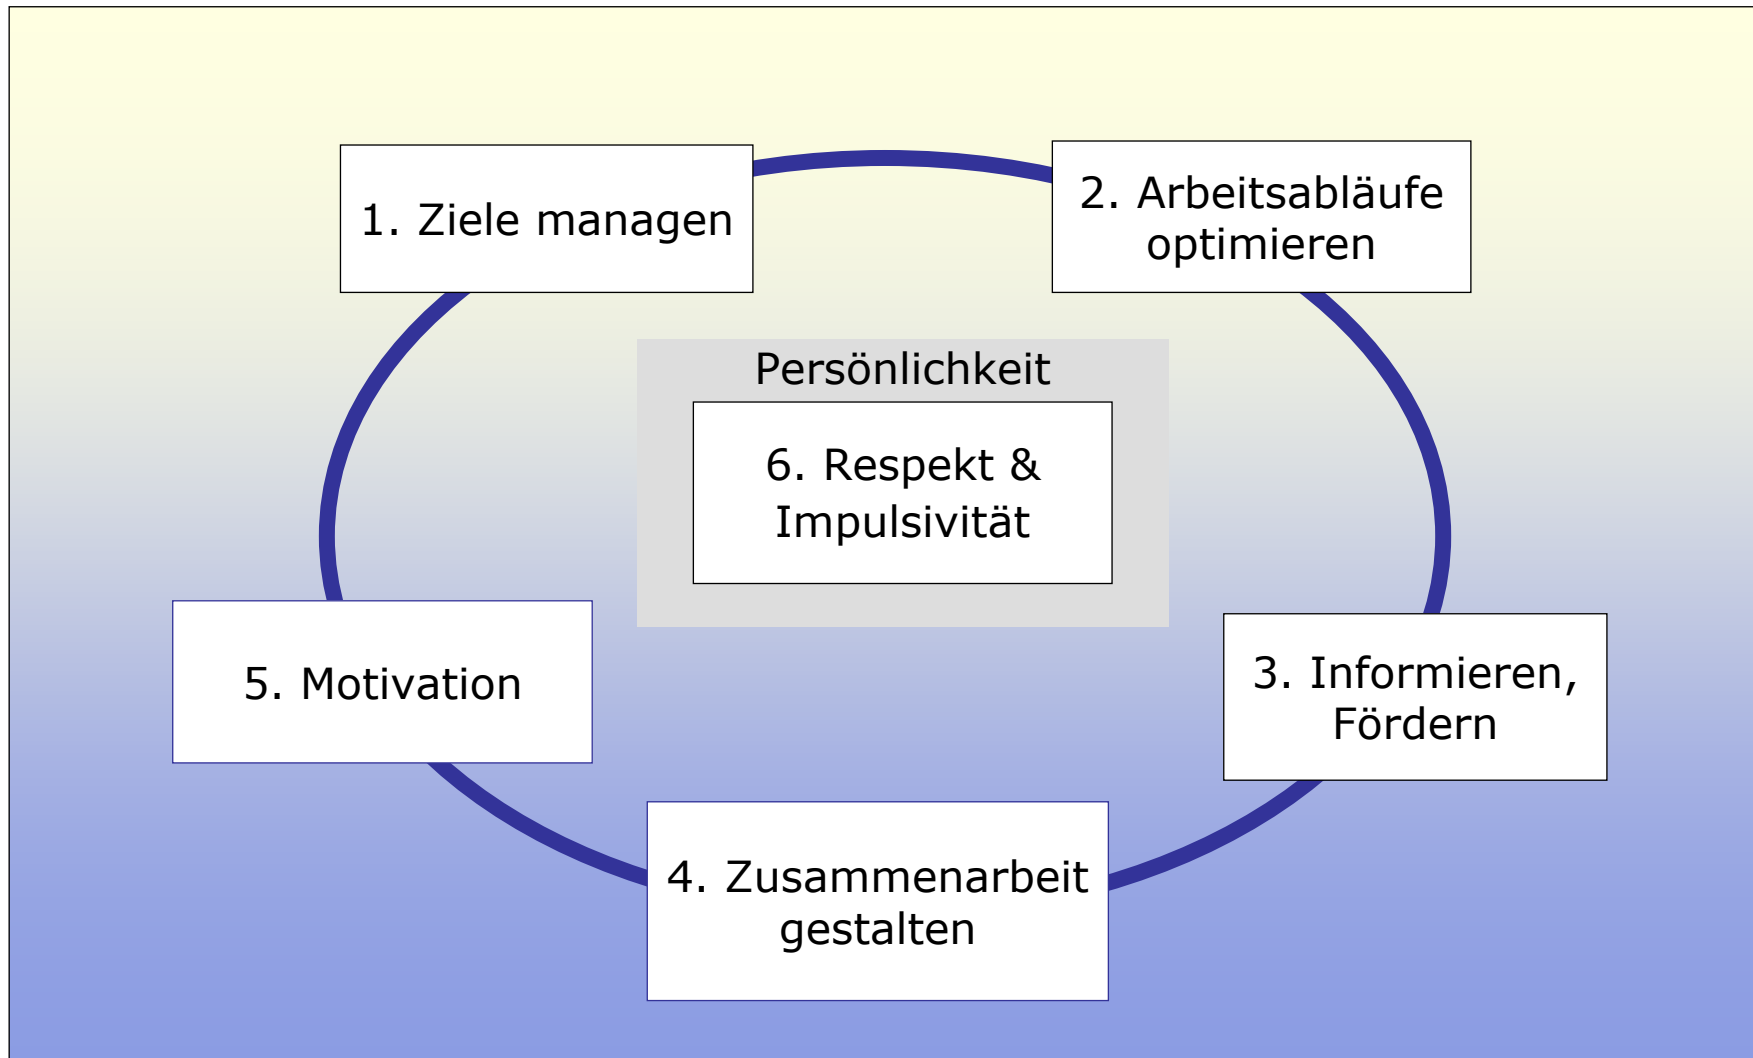 1. Ziele managen
2. Arbeitsabläufe
optimieren
Persönlichkeit
6. Respekt &
Impulsivität
5. Motivation
3. Informieren,
Fördern
4. Zusammenarbeit
gestalten